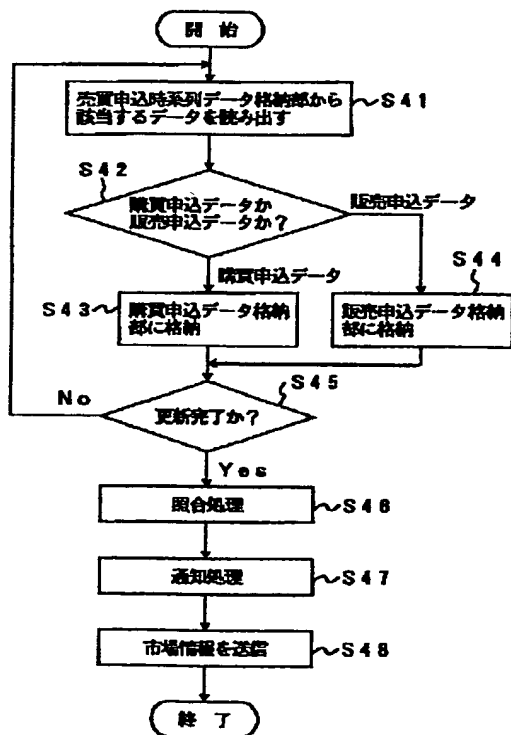 開 始
売買申込時系列データ格納部から
該当するデータを読み出す
S41
S42
購買申込データか
販売申込データか?
販売申込データ
購買申込データ
S44
S43
購買申込データ格納
部に格納
販売申込データ格納
部に格納
S45
No
更新完了か?
Yes
照合処理
S46
通知処理
S47
市場情報を送信
S48
終 了